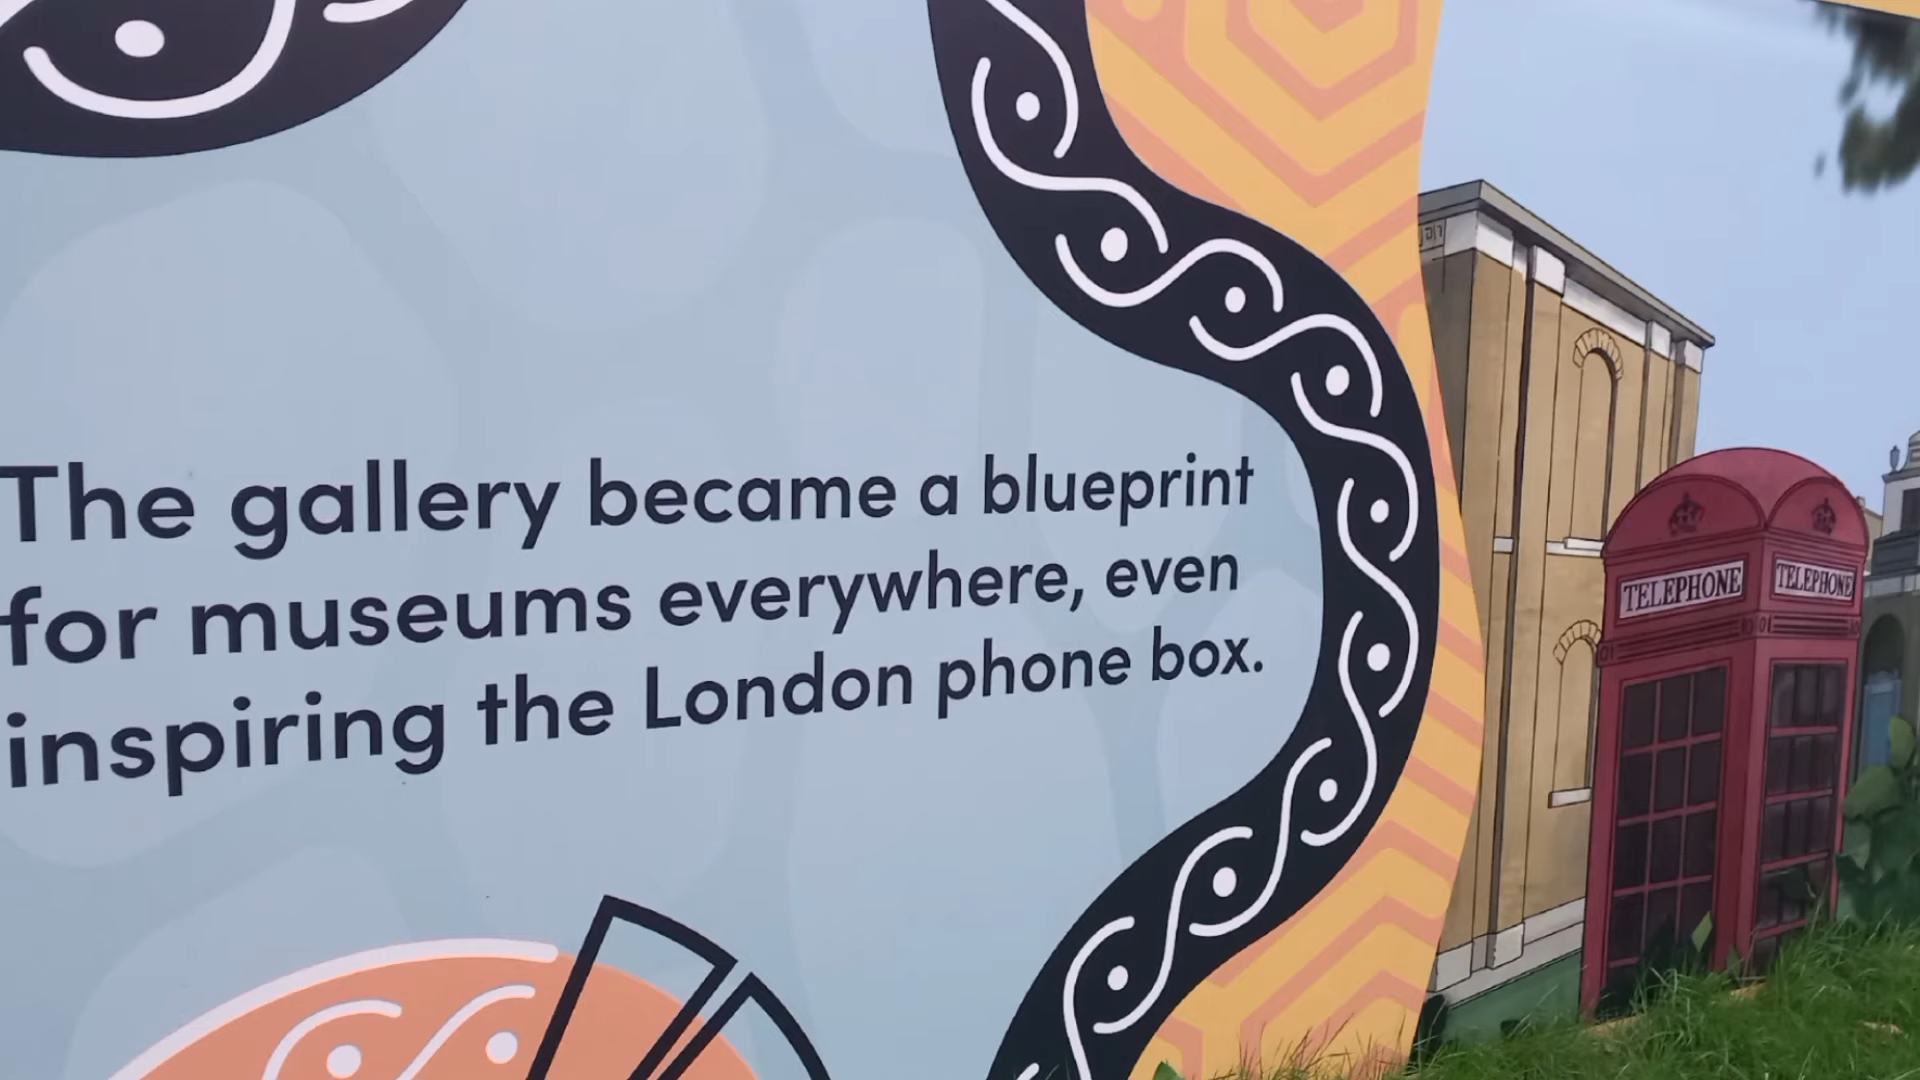 The gallery became a blueprint
for museums everywhere, even
inspiring the London phone box.
TELEPHONE
TELEPHONE